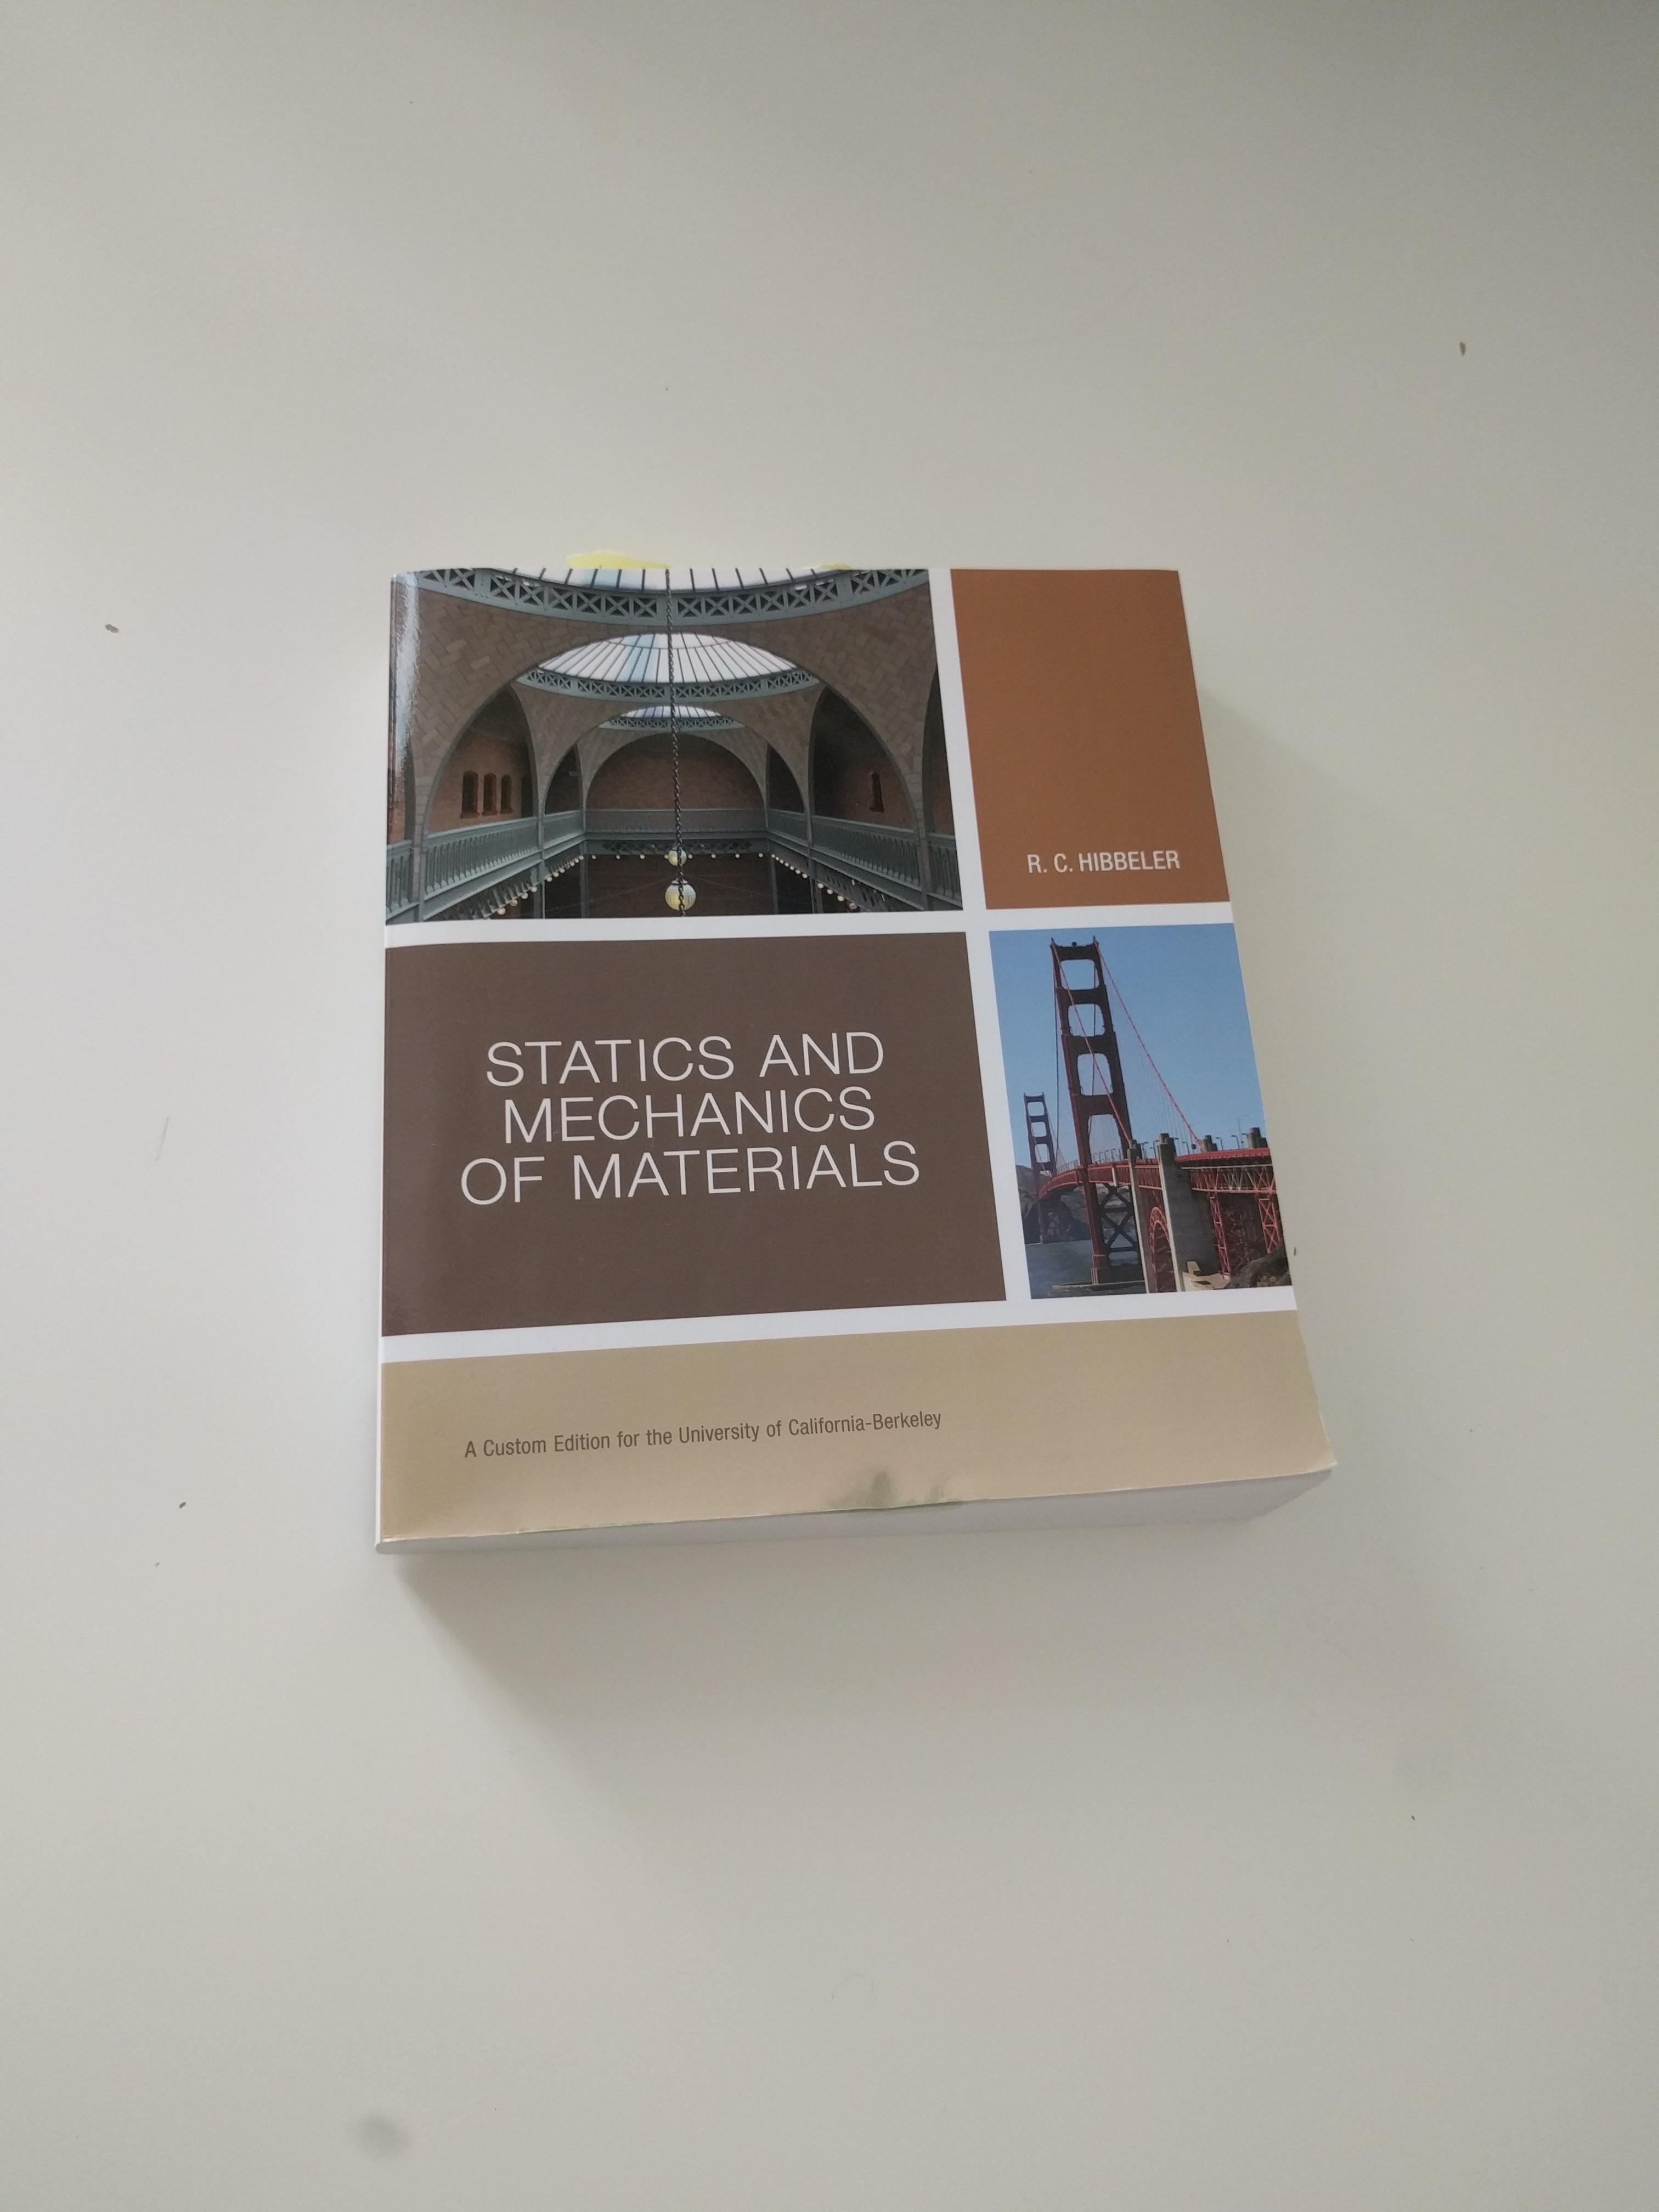 R. C. HIBBELER
STATICS AND
MECHANICS
OF MATERIALS
A Custom Edition for the University of California-Berkeley